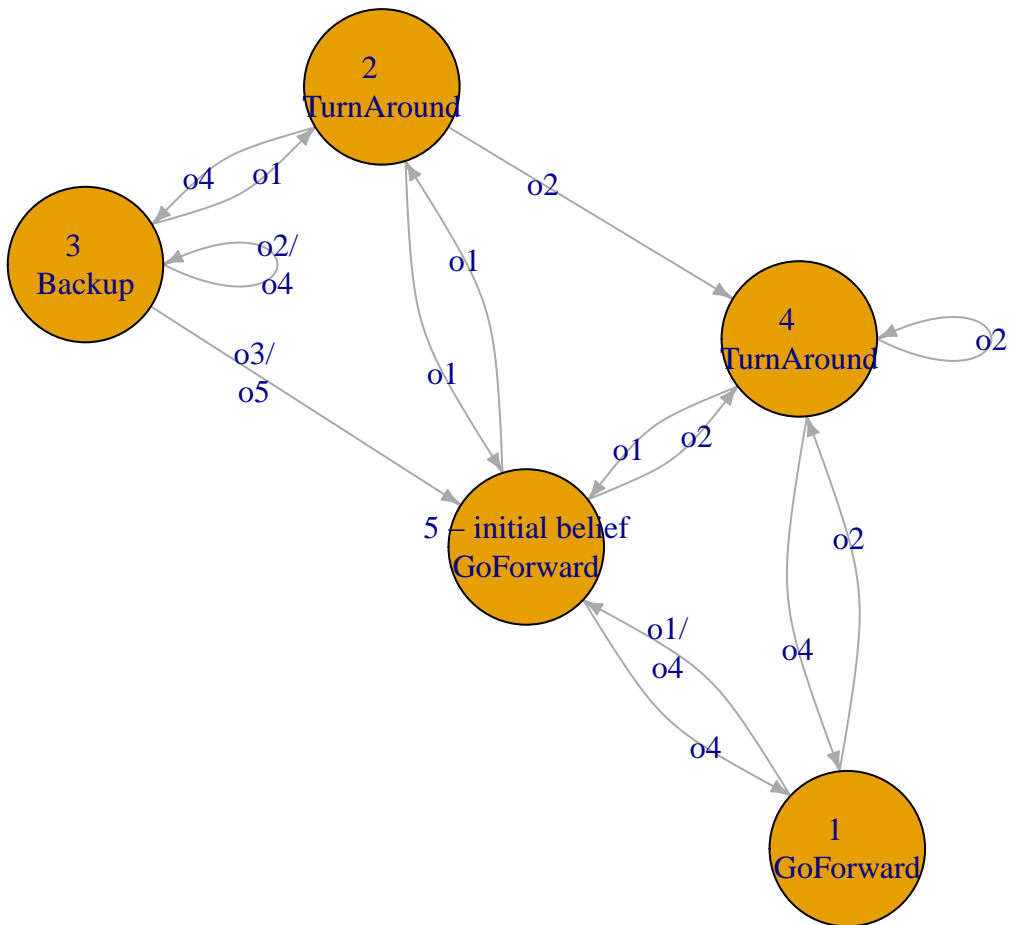 2
TurnAround
o4
o1
o2
3
Backup
o2/
o4
o1
o1
4
TurnAround
o2
o3/
o5
o1
o2
5 – initial belief
GoForward
o2
o1/
o4
o4
o4
1
GoForward